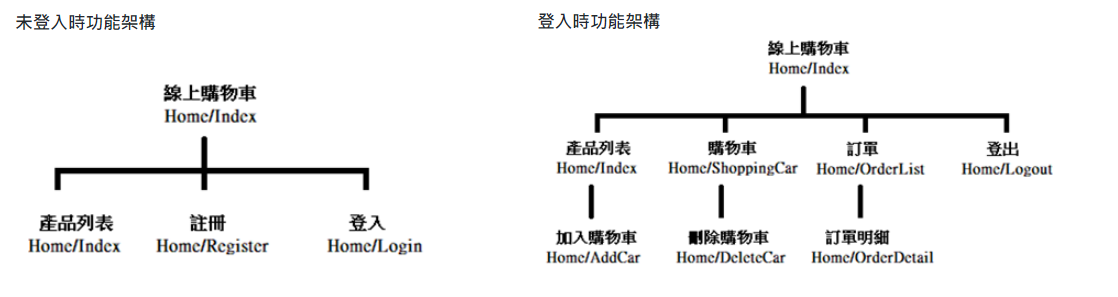 未登入時功能架構
線上購物車
Home/Index
產品列表
Home/Index
註冊
Home/Register
登入
Home/Login
登入時功能架構
線上購物車
Home/Index
產品列表
Home/Index
購物車
Home/ShoppingCar
訂單
Home/OrderList
登出
Home/Logout
加入購物車
Home/AddCar
刪除購物車
Home/DeleteCar
訂單明細
Home/OrderDetail